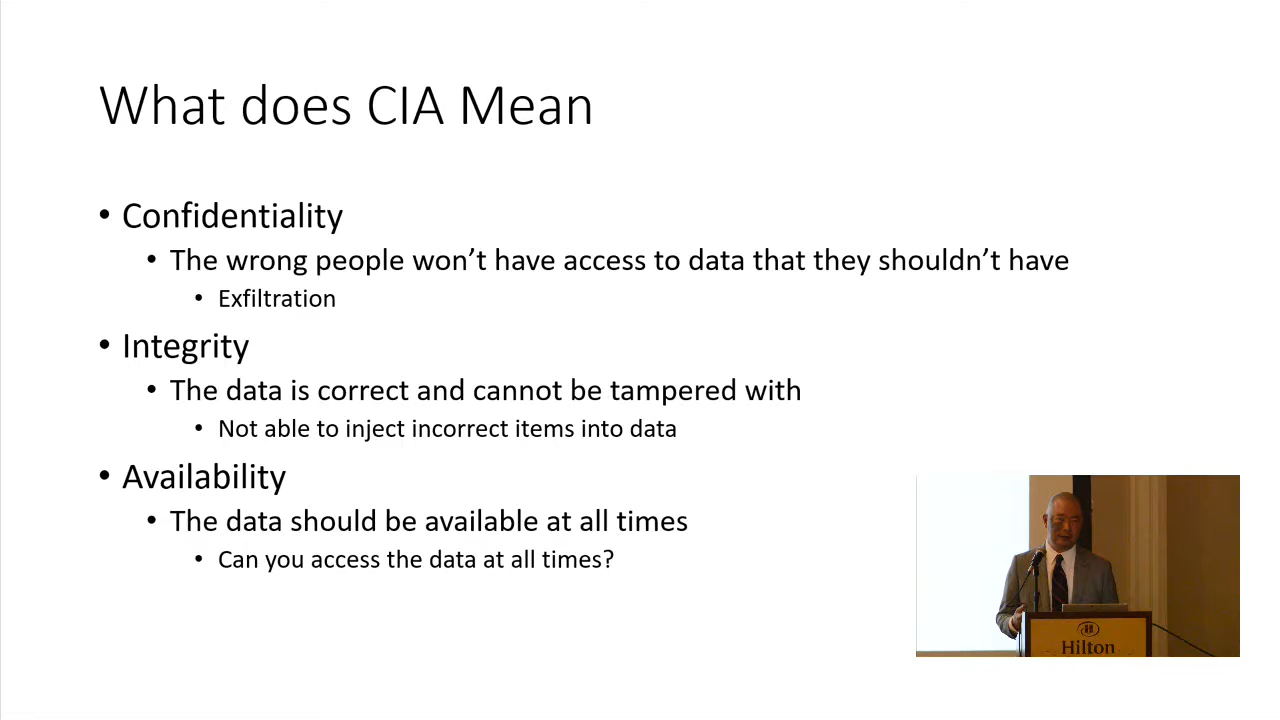 What does CIA Mean
• Confidentiality
• The wrong people won’t have access to data that they shouldn’t have
• Exfiltration
• Integrity
• The data is correct and cannot be tampered with
• Not able to inject incorrect items into data
• Availability
• The data should be available at all times
• Can you access the data at all times?
Hilton